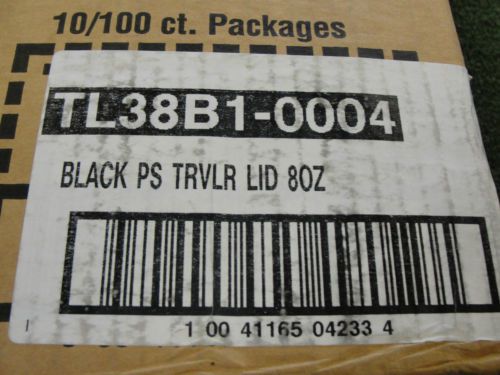 10/100 ct. Packages
TL38B1-0004
BLACK PS TRVLR LID 8OZ
1 00 41165 04233 4